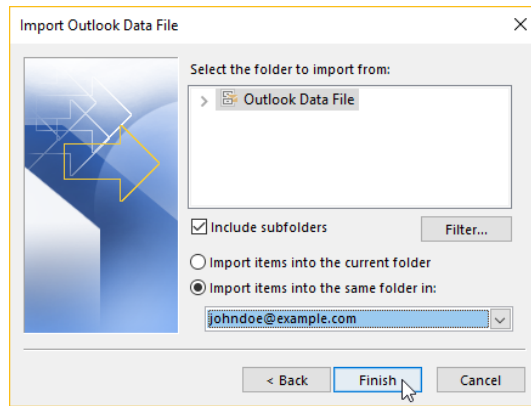 Import Outlook Data File
Select the folder to import from:
Outlook Data File
Include subfolders
Filter...
Import items into the current folder
Import items into the same folder in:
johndoe@example.com
< Back
Finish
Cancel